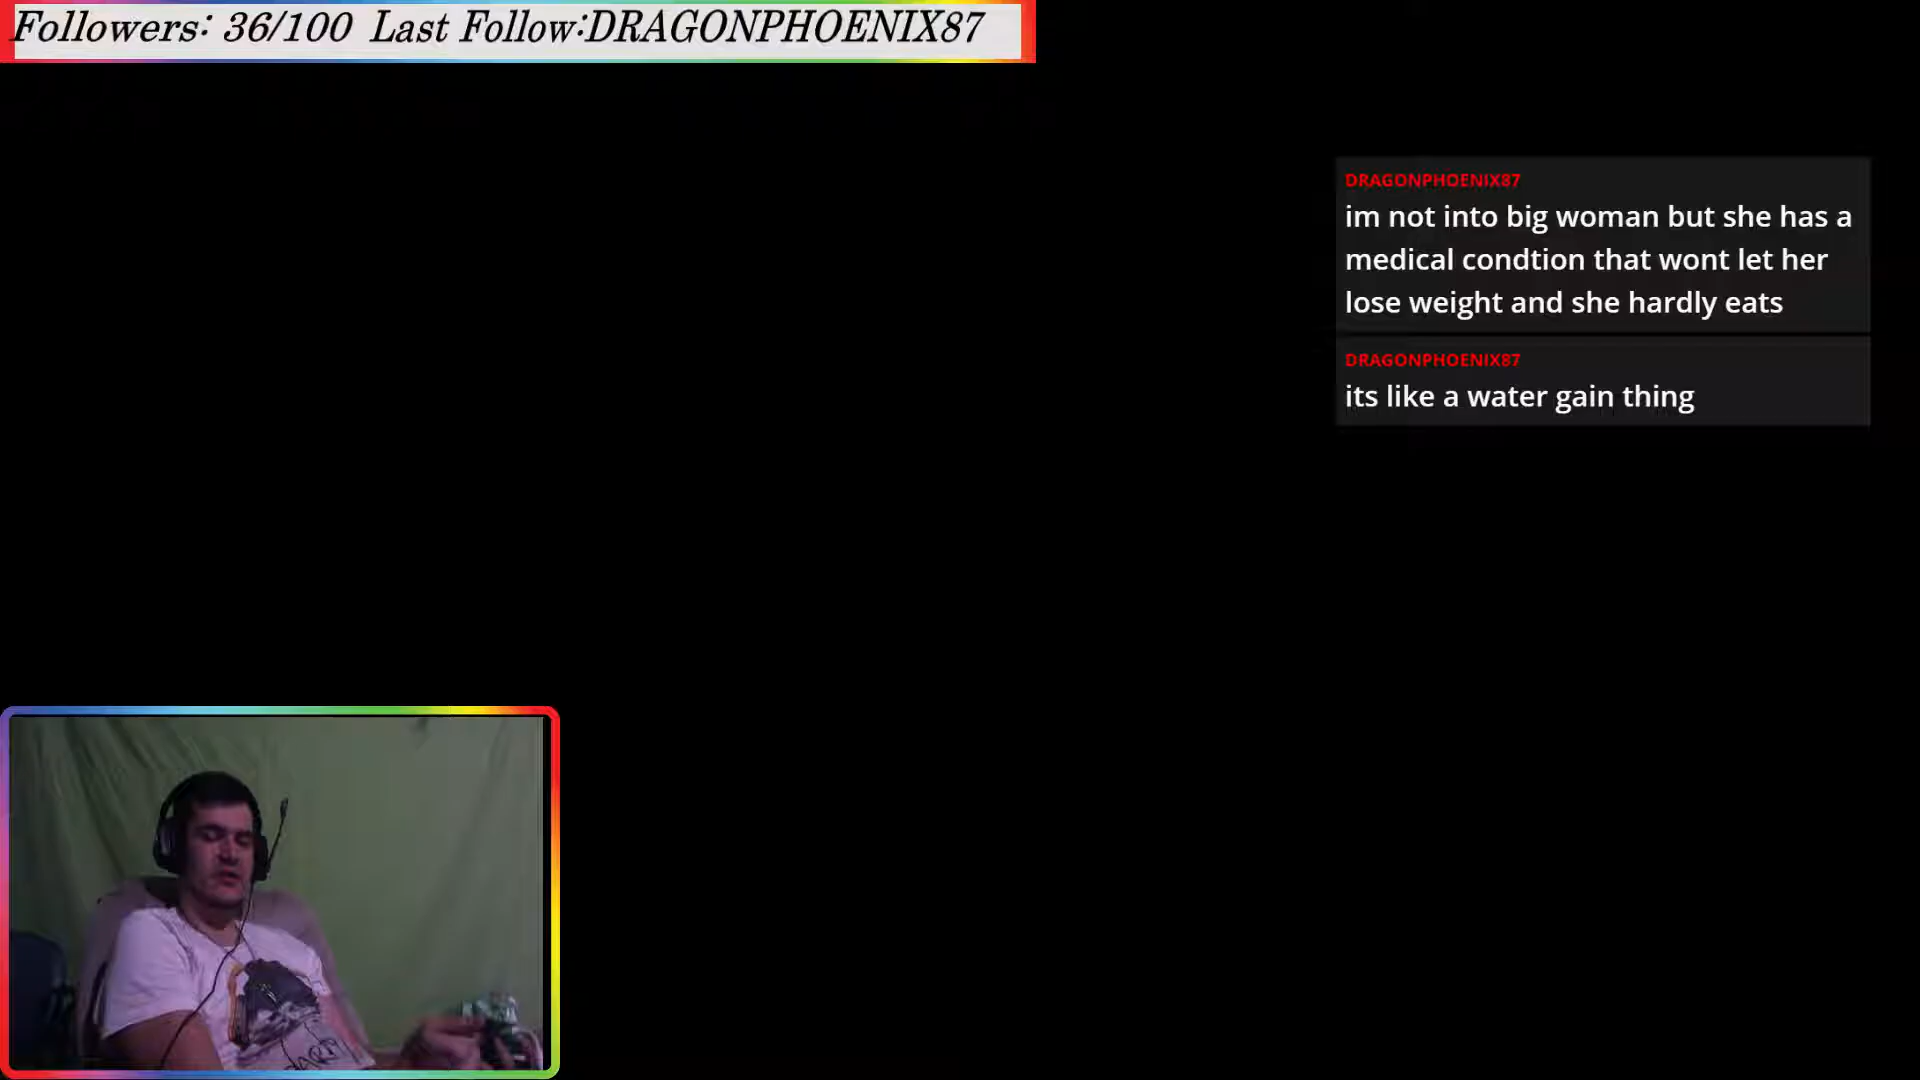 Followers: 36/100 Last Follow:DRAGONPHOENIX87
DRAGONPHOENIX87
im not into big woman but she has a
medical condtion that wont let her
lose weight and she hardly eats
DRAGONPHOENIX87
its like a water gain thing